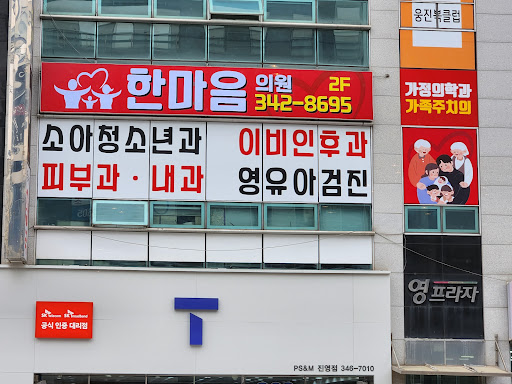 웅진북클럽
한마음의원 2F
342-8695
가정의학과
가족주치의
소아청소년과 이비인후과
피부과·내과 영유아검진
영프라자
SK telecom SK broadband
공식 인증 대리점
T
PS&M 진영점 346-7010